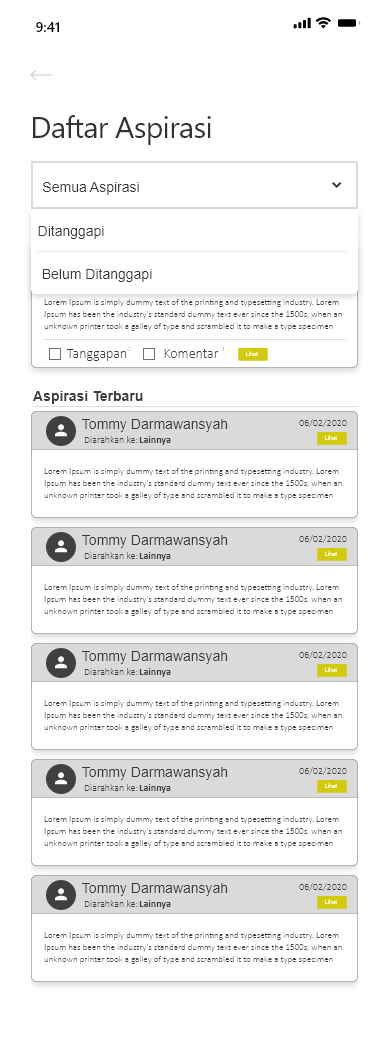 9:41
Daftar Aspirasi
Semua Aspirasi
Ditanggapi
Belum Ditanggapi
Lorem Ipsum is simply dummy text of the printing and typesetting industry. Lorem
Ipsum has been the industry's standard dummy text ever since the 1500s, when an
unknown printer took a galley of type and scrambled it to make a type specimen
Tanggapan 0 Komentar 1 Lihat
Aspirasi Terbaru
Tommy Darmawansyah 06/02/2020
Diarahkan ke: Lainnya Lihat
Lorem Ipsum is simply dummy text of the printing and typesetting industry. Lorem
Ipsum has been the industry's standard dummy text ever since the 1500s, when an
unknown printer took a galley of type and scrambled it to make a type specimen
Tommy Darmawansyah 06/02/2020
Diarahkan ke: Lainnya Lihat
Lorem Ipsum is simply dummy text of the printing and typesetting industry. Lorem
Ipsum has been the industry's standard dummy text ever since the 1500s, when an
unknown printer took a galley of type and scrambled it to make a type specimen
Tommy Darmawansyah 06/02/2020
Diarahkan ke: Lainnya Lihat
Lorem Ipsum is simply dummy text of the printing and typesetting industry. Lorem
Ipsum has been the industry's standard dummy text ever since the 1500s, when an
unknown printer took a galley of type and scrambled it to make a type specimen
Tommy Darmawansyah 06/02/2020
Diarahkan ke: Lainnya Lihat
Lorem Ipsum is simply dummy text of the printing and typesetting industry. Lorem
Ipsum has been the industry's standard dummy text ever since the 1500s, when an
unknown printer took a galley of type and scrambled it to make a type specimen
Tommy Darmawansyah 06/02/2020
Diarahkan ke: Lainnya Lihat
Lorem Ipsum is simply dummy text of the printing and typesetting industry. Lorem
Ipsum has been the industry's standard dummy text ever since the 1500s, when an
unknown printer took a galley of type and scrambled it to make a type specimen